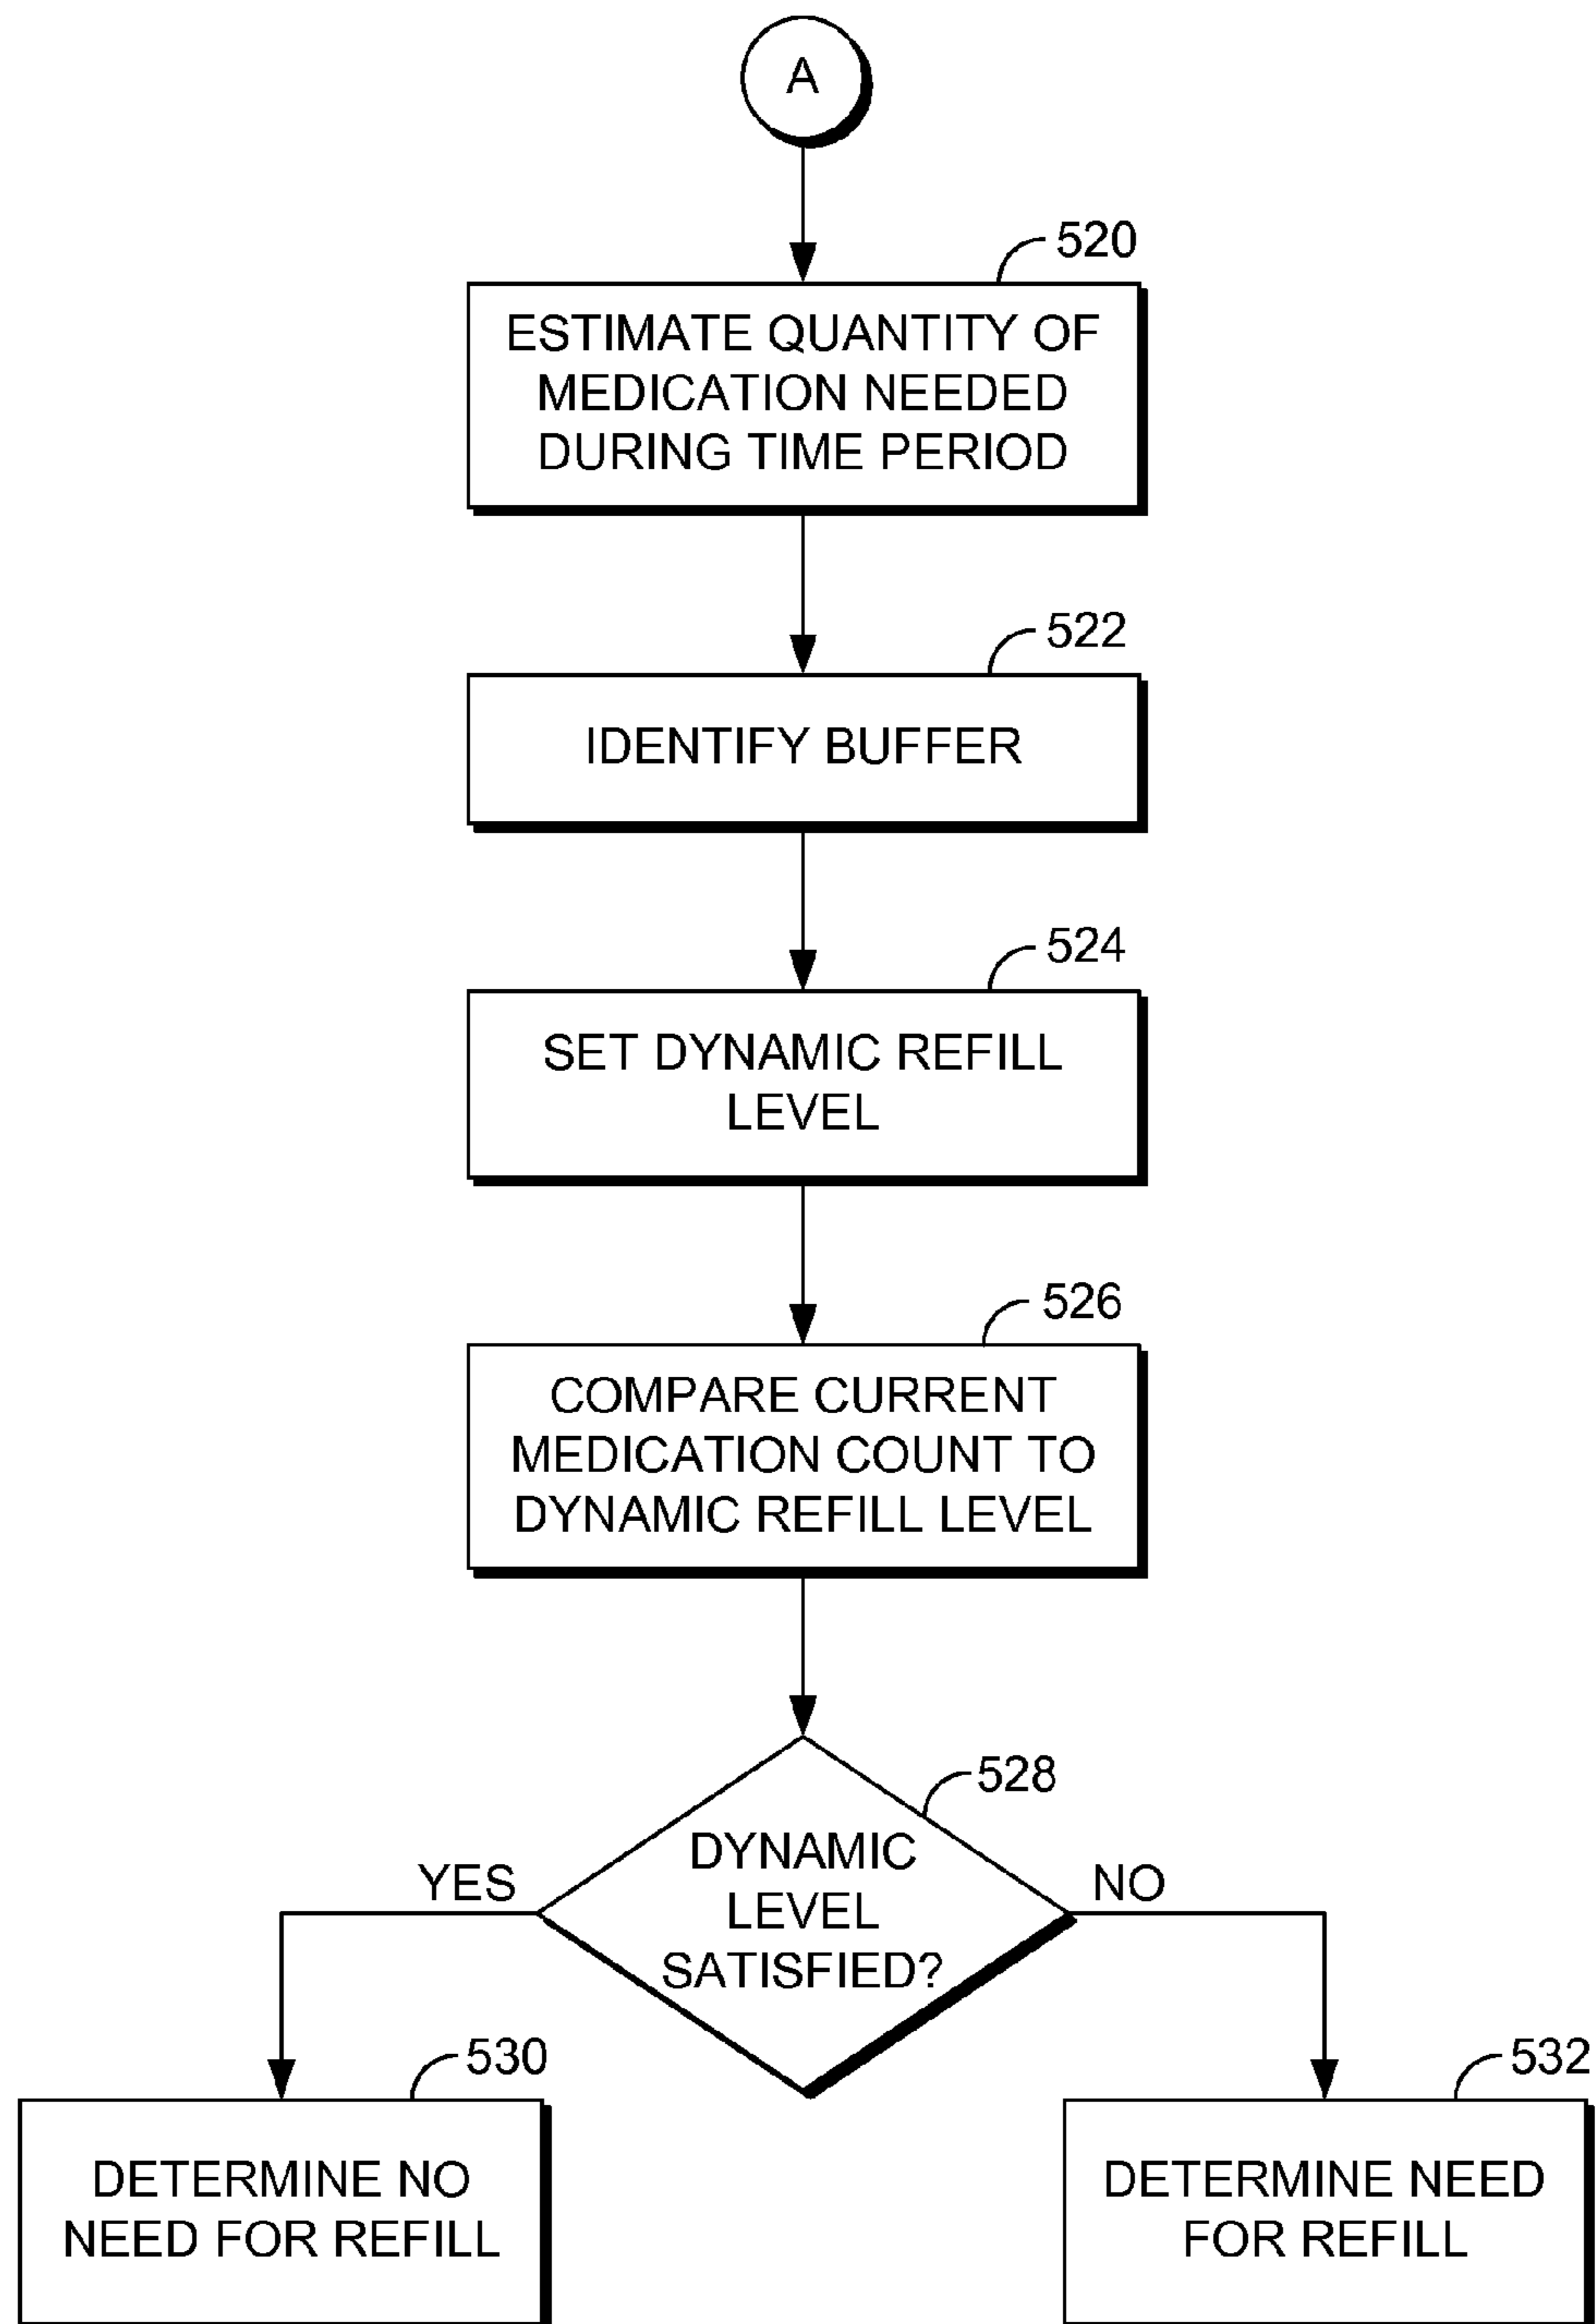 A
520
ESTIMATE QUANTITY OF
MEDICATION NEEDED
DURING TIME PERIOD
522
IDENTIFY BUFFER
524
SET DYNAMIC REFILL
LEVEL
526
COMPARE CURRENT
MEDICATION COUNT TO
DYNAMIC REFILL LEVEL
528
DYNAMIC
LEVEL
SATISFIED?
YES
NO
530
DETERMINE NO
NEED FOR REFILL
532
DETERMINE NEED
FOR REFILL